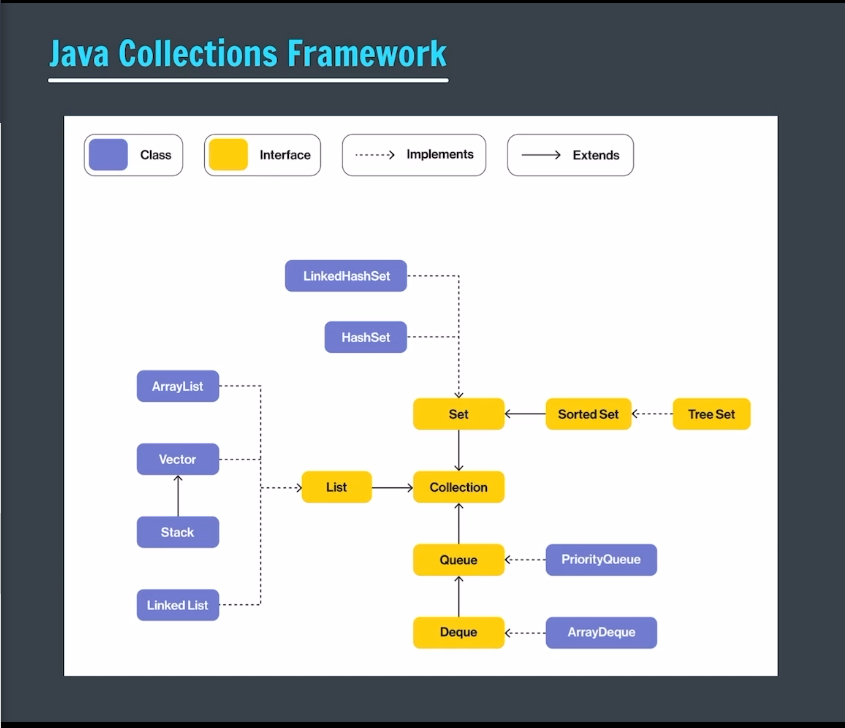 Java Collections Framework
Class
Interface
Implements
Extends
LinkedHashSet
HashSet
ArrayList
Set
Sorted Set
Tree Set
Vector
List
Collection
Stack
Queue
PriorityQueue
Linked List
Deque
ArrayDeque